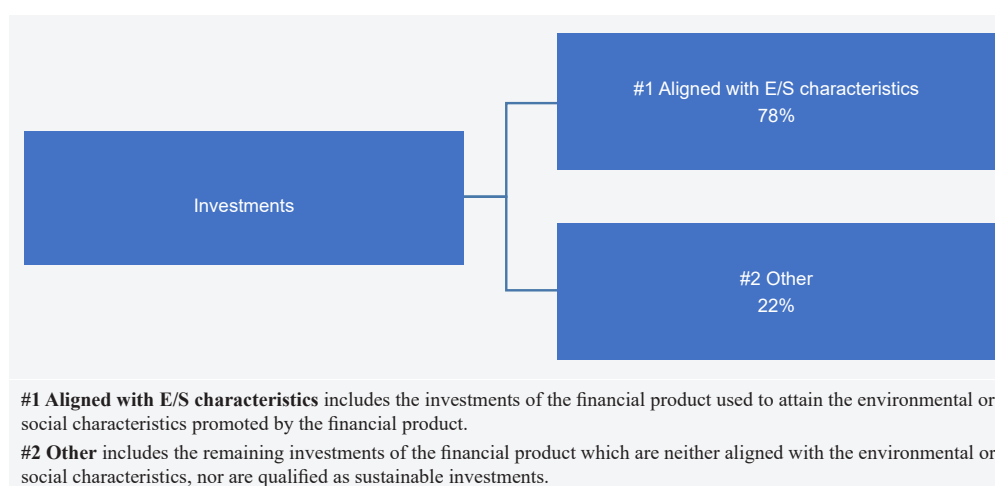 #1 Aligned with E/S characteristics
78%
Investments
#2 Other
22%
#1 Aligned with E/S characteristics includes the investments of the financial product used to attain the environmental or
social characteristics promoted by the financial product.
#2 Other includes the remaining investments of the financial product which are neither aligned with the environmental or
social characteristics, nor are qualified as sustainable investments.